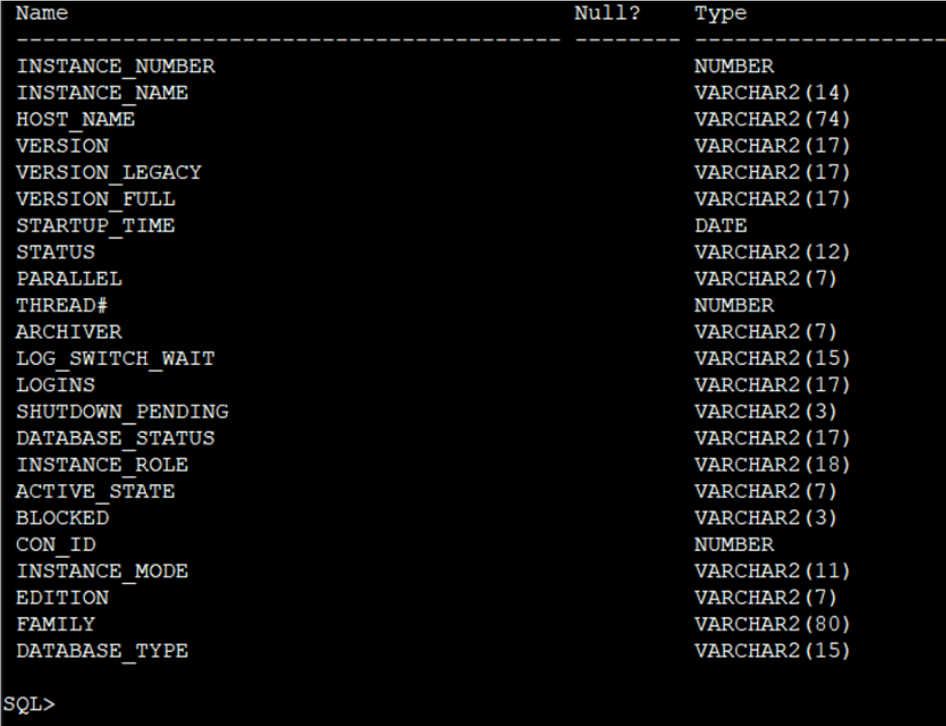 Name Null? Type
----------------------------------------- -------- -------------------
INSTANCE_NUMBER NUMBER
INSTANCE_NAME VARCHAR2(14)
HOST_NAME VARCHAR2(74)
VERSION VARCHAR2(17)
VERSION_LEGACY VARCHAR2(17)
VERSION_FULL VARCHAR2(17)
STARTUP_TIME DATE
STATUS VARCHAR2(12)
PARALLEL VARCHAR2(7)
THREAD# NUMBER
ARCHIVER VARCHAR2(7)
LOG_SWITCH_WAIT VARCHAR2(15)
LOGINS VARCHAR2(17)
SHUTDOWN_PENDING VARCHAR2(3)
DATABASE_STATUS VARCHAR2(17)
INSTANCE_ROLE VARCHAR2(18)
ACTIVE_STATE VARCHAR2(7)
BLOCKED VARCHAR2(3)
CON_ID NUMBER
INSTANCE_MODE VARCHAR2(11)
EDITION VARCHAR2(7)
FAMILY VARCHAR2(80)
DATABASE_TYPE VARCHAR2(15)
SQL>